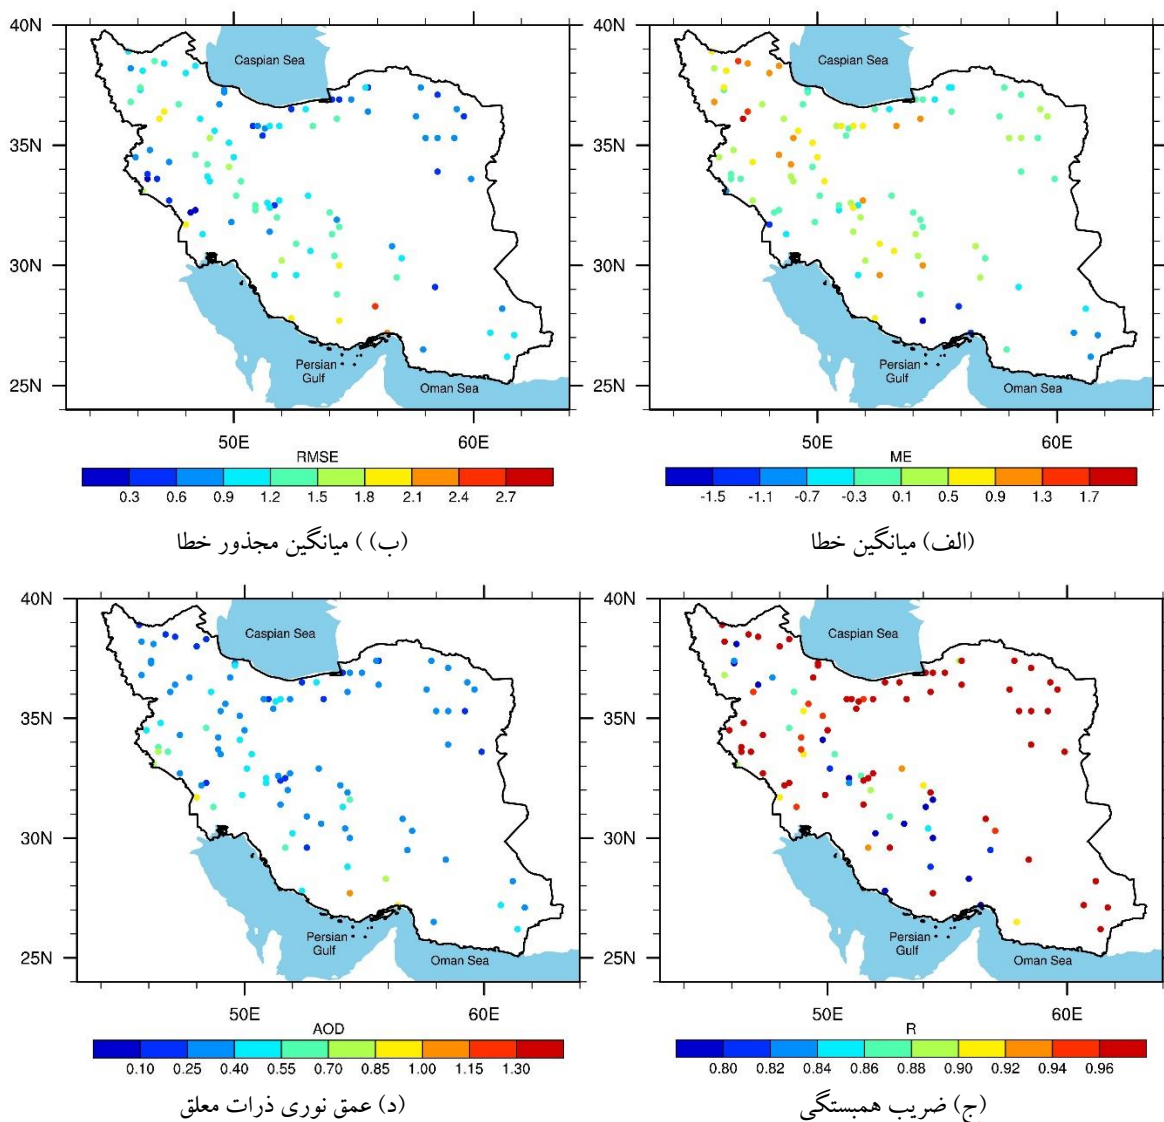 40N
35N
30N
25N
Caspian Sea
Persian
Gulf
Oman Sea
50E 60E
RMSE
0.3 0.6 0.9 1.2 1.5 1.8 2.1 2.4 2.7
(ب) ) میانگین مجذور خطا
40N
35N
30N
25N
Caspian Sea
Persian
Gulf
Oman Sea
50E 60E
ME
-1.5 -1.1 -0.7 -0.3 0.1 0.5 0.9 1.3 1.7
(الف) میانگین خطا
40N
35N
30N
25N
Caspian Sea
Persian
Gulf
Oman Sea
50E 60E
AOD
0.10 0.25 0.40 0.55 0.70 0.85 1.00 1.15 1.30
(د) عمق نوری ذرات معلق
40N
35N
30N
25N
Caspian Sea
Persian
Gulf
Oman Sea
50E 60E
R
0.80 0.82 0.84 0.86 0.88 0.90 0.92 0.94 0.96
(ج) ضریب همبستگی